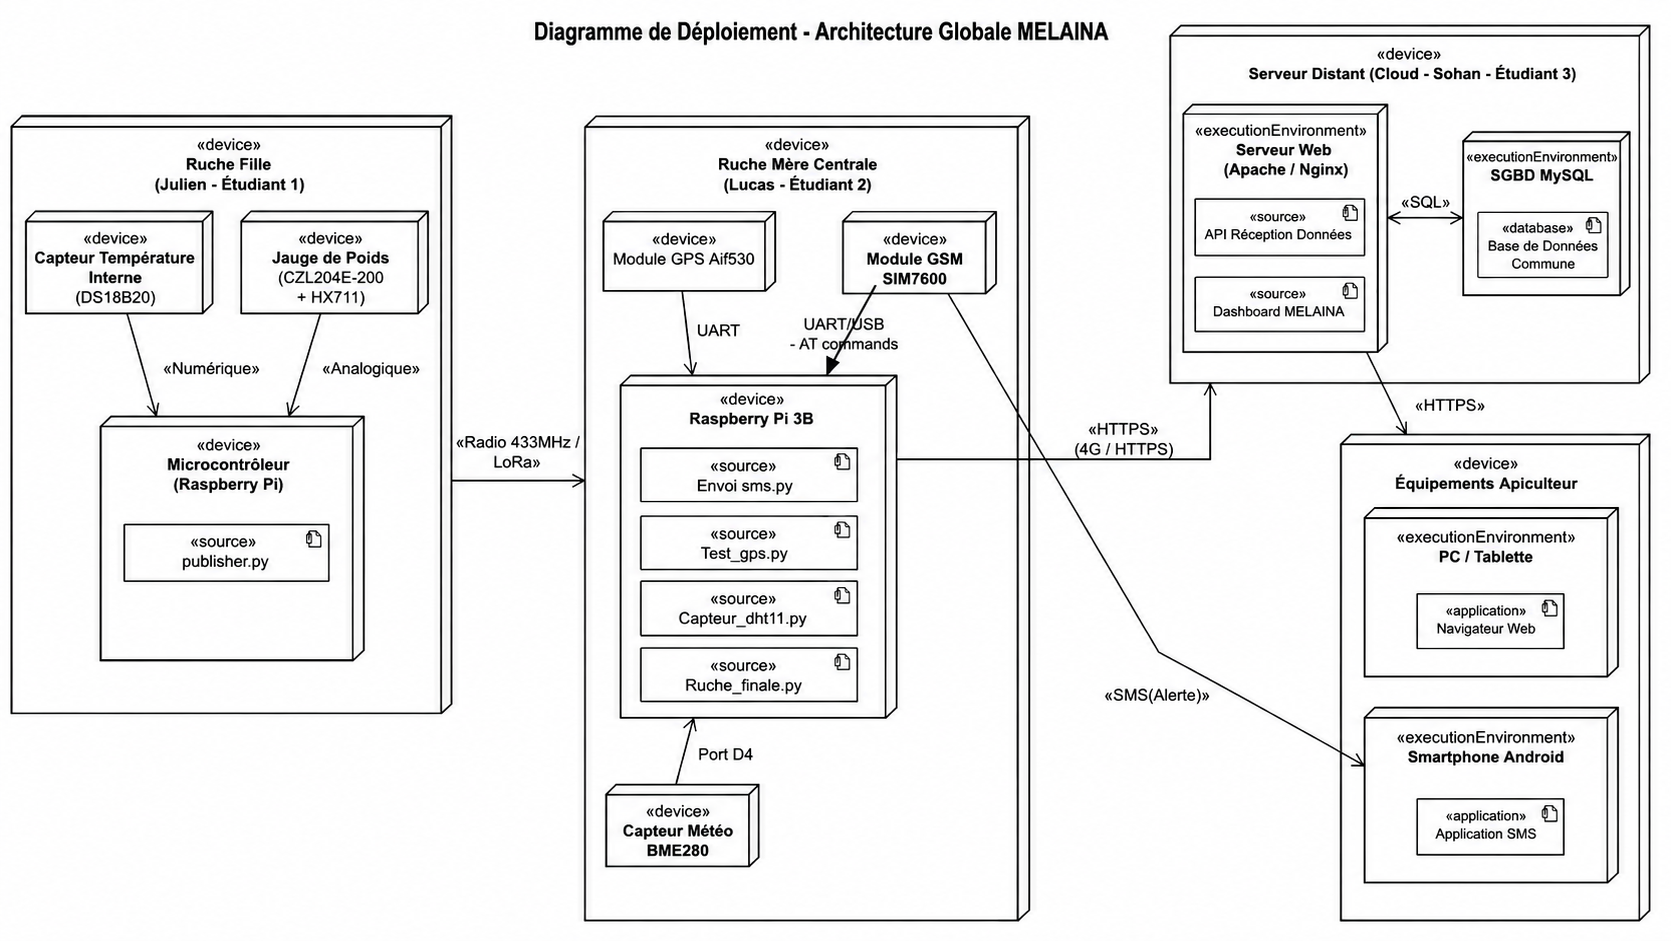 Diagramme de Déploiement - Architecture Globale MELAINA
«device»
Ruche Fille
(Julien - Étudiant 1)
«device»
Capteur Température
Interne
(DS18B20)
«device»
Jauge de Poids
(CZL204E-200
+ HX711)
«Numérique»
«Analogique»
«device»
Microcontrôleur
(Raspberry Pi)
«source»
publisher.py
«Radio 433MHz /
LoRa»
«device»
Ruche Mère Centrale
(Lucas - Étudiant 2)
«device»
Module GPS Aif530
«device»
Module GSM
SIM7600
UART
UART/USB
- AT commands
«device»
Raspberry Pi 3B
«source»
Envoi sms.py
«source»
Test_gps.py
«source»
Capteur_dht11.py
«source»
Ruche_finale.py
Port D4
«device»
Capteur Météo
BME280
«HTTPS»
(4G / HTTPS)
«SMS(Alerte)»
«device»
Serveur Distant (Cloud - Sohan - Étudiant 3)
«executionEnvironment»
Serveur Web
(Apache / Nginx)
«source»
API Réception Données
«source»
Dashboard MELAINA
«SQL»
«executionEnvironment»
SGBD MySQL
«database»
Base de Données
Commune
«HTTPS»
«device»
Équipements Apiculteur
«executionEnvironment»
PC / Tablette
«application»
Navigateur Web
«executionEnvironment»
Smartphone Android
«application»
Application SMS